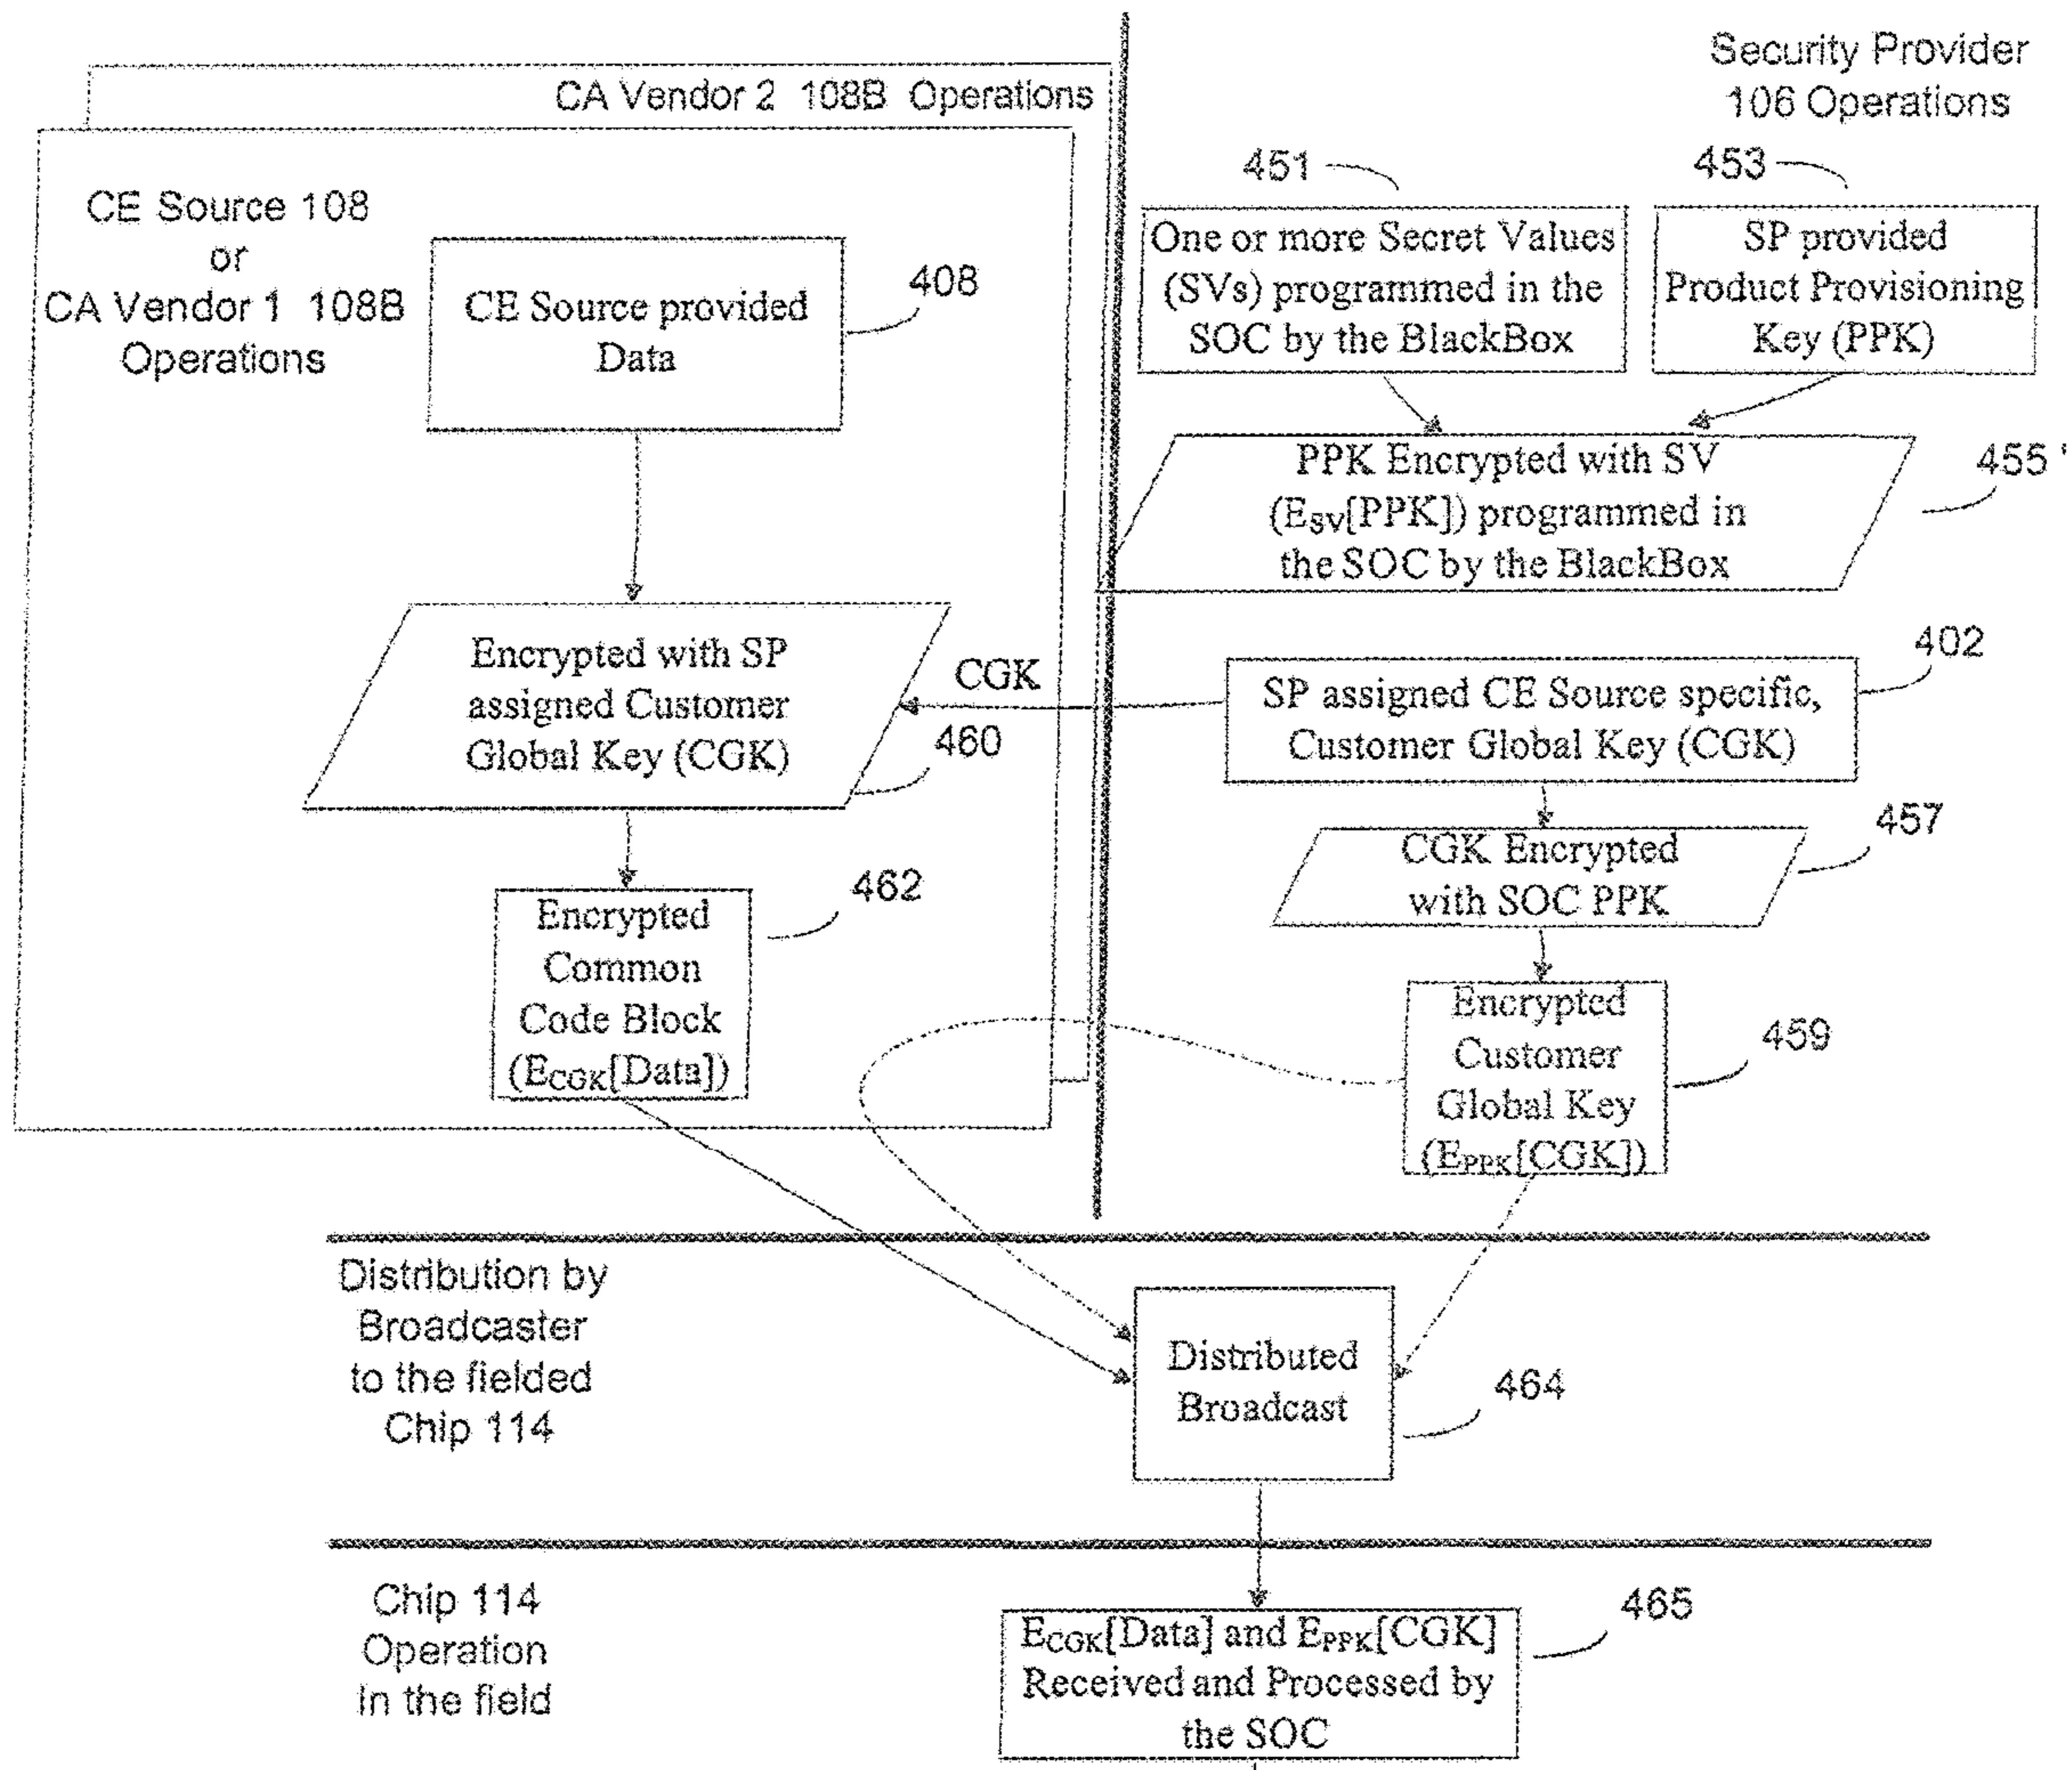 CA Vendor 2 108B Operations
Security Provider
106 Operations
CE Source 108
or
CA Vendor 1 108B
Operations
CE Source provided
Data
408
451
453
One or more Secret Values
(SVs) programmed in the
SOC by the BlackBox
SP provided
Product Provisioning
Key (PPK)
PPK Encrypted with SV
(ESV[PPK]) programmed in
the SOC by the BlackBox
455 '
Encrypted with SP
assigned Customer
Global Key (CGK)
460
CGK
SP assigned CE Source specific,
Customer Global Key (CGK)
402
CGK Encrypted
with SOC PPK
457
Encrypted
Common
Code Block
(ECGK[Data])
462
Encrypted
Customer
Global Key
(EPPK[CGK])
459
Distribution by
Broadcaster
to the fielded
Chip 114
Distributed
Broadcast
464
Chip 114
Operation
In the field
ECGK[Data] and EPPK[CGK]
Received and Processed by
the SOC
465